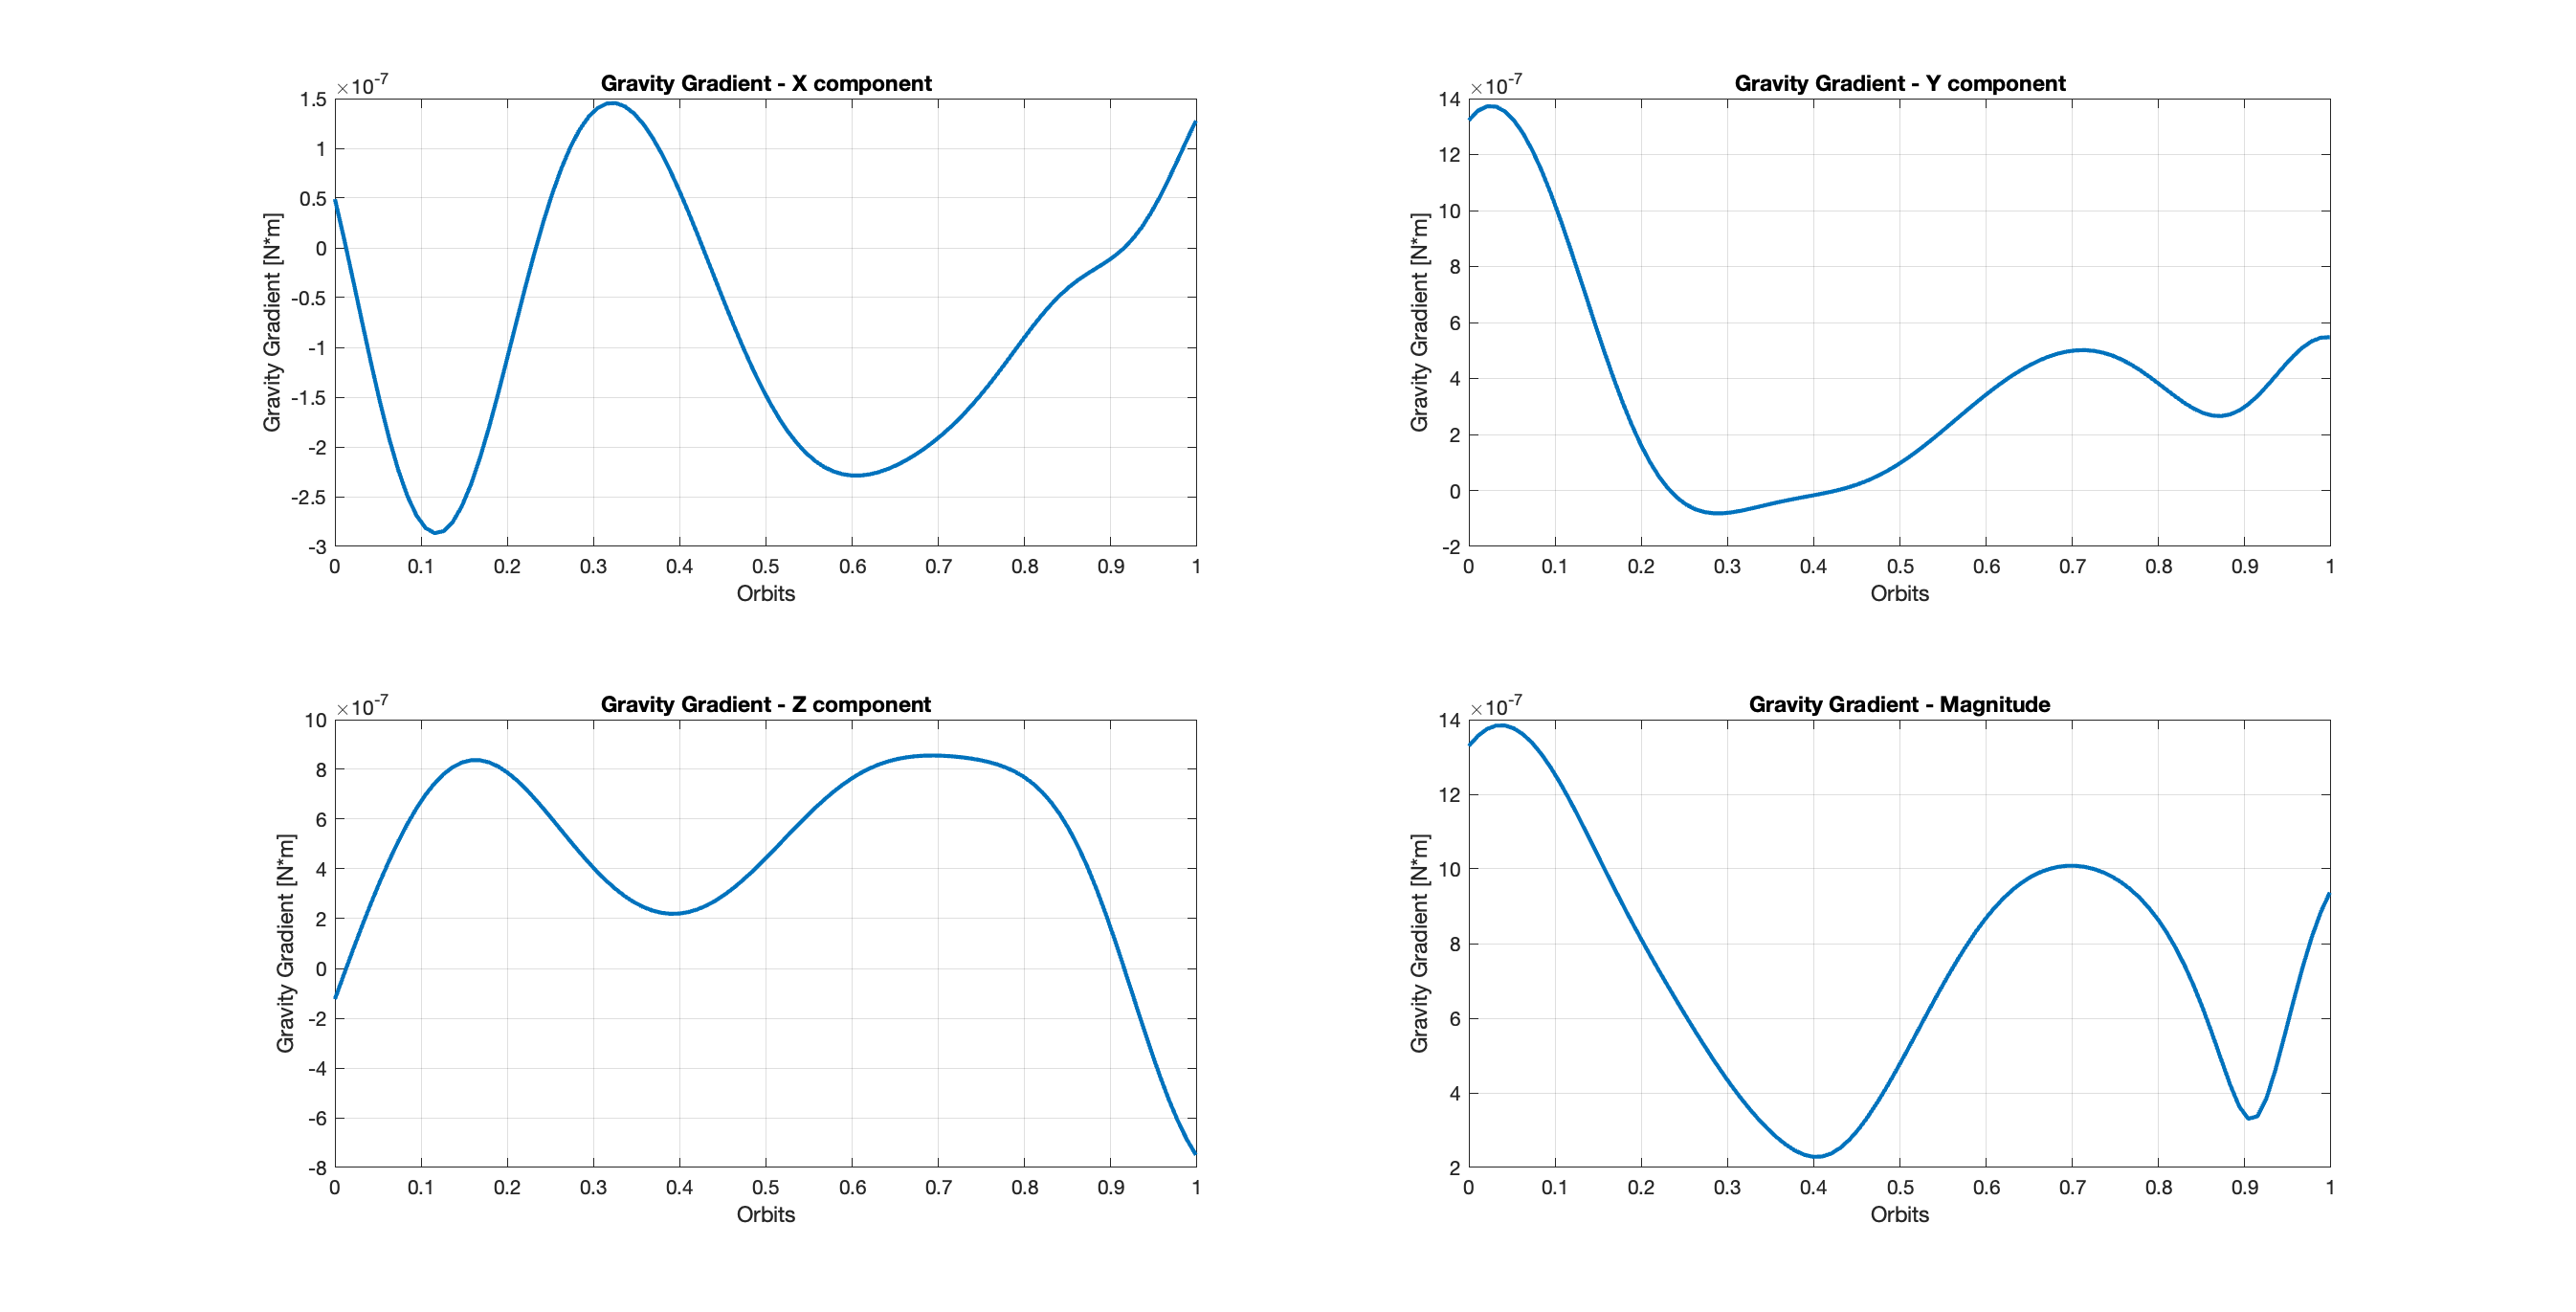 Gravity Gradient - X component
×10-7
1.5
1
0.5
0
-0.5
-1
-1.5
-2
-2.5
-3
Gravity Gradient [N*m]
0 0.1 0.2 0.3 0.4 0.5 0.6 0.7 0.8 0.9 1
Orbits
Gravity Gradient - Y component
×10-7
14
12
10
8
6
4
2
0
-2
Gravity Gradient [N*m]
0 0.1 0.2 0.3 0.4 0.5 0.6 0.7 0.8 0.9 1
Orbits
Gravity Gradient - Z component
×10-7
10
8
6
4
2
0
-2
-4
-6
-8
Gravity Gradient [N*m]
0 0.1 0.2 0.3 0.4 0.5 0.6 0.7 0.8 0.9 1
Orbits
Gravity Gradient - Magnitude
×10-7
14
12
10
8
6
4
2
Gravity Gradient [N*m]
0 0.1 0.2 0.3 0.4 0.5 0.6 0.7 0.8 0.9 1
Orbits